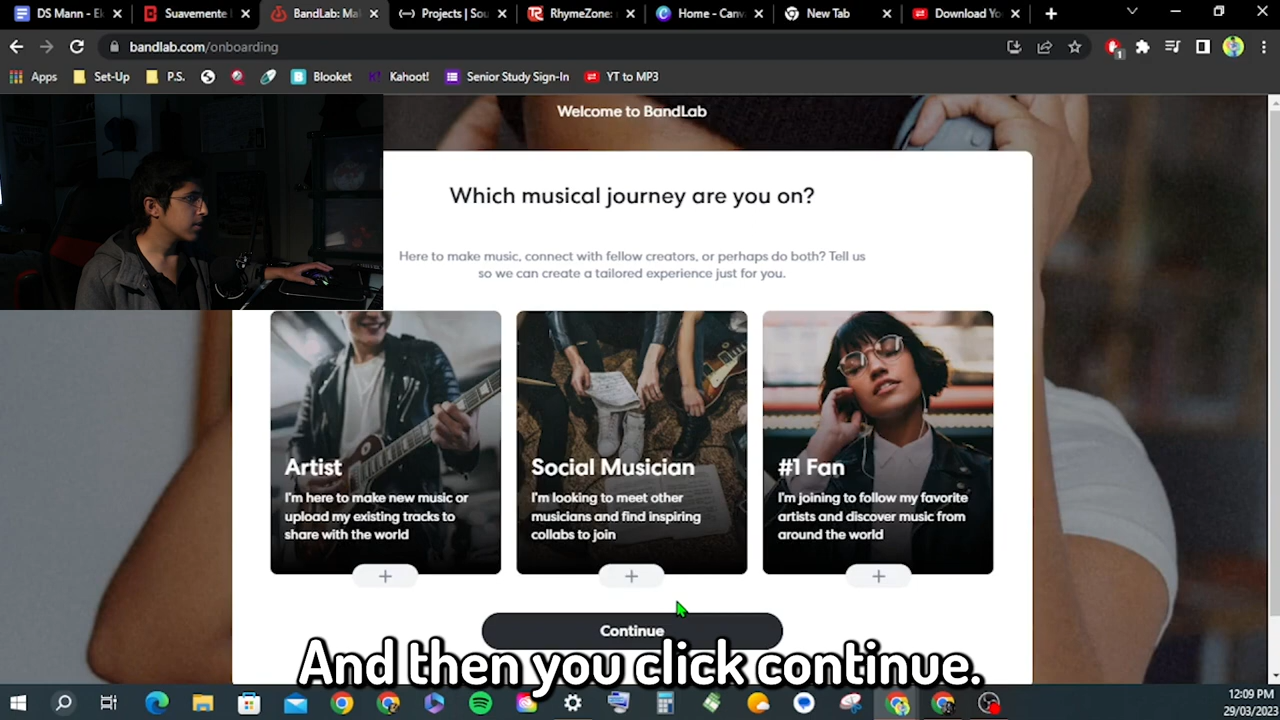 DS Mann - E
Suavemente
BandLab: Ma
Projects | Sou
RhymeZone:
Home - Canv
New Tab
Download Yo
bandlab.com/onboarding
Apps
Set-Up
P.S.
Blooket
Kahoot!
Senior Study Sign-In
YT to MP3
Welcome to BandLab
Which musical journey are you on?
Here to make music, connect with fellow creators, or perhaps do both? Tell us
so we can create a tailored experience just for you.
Artist
I'm here to make new music or
upload my existing tracks to
share with the world
Social Musician
I'm looking to meet other
musicians and find inspiring
collabs to join
#1 Fan
I'm joining to follow my favorite
artists and discover music from
around the world
Continue
And then you click continue.
12:09 PM
29/03/2023